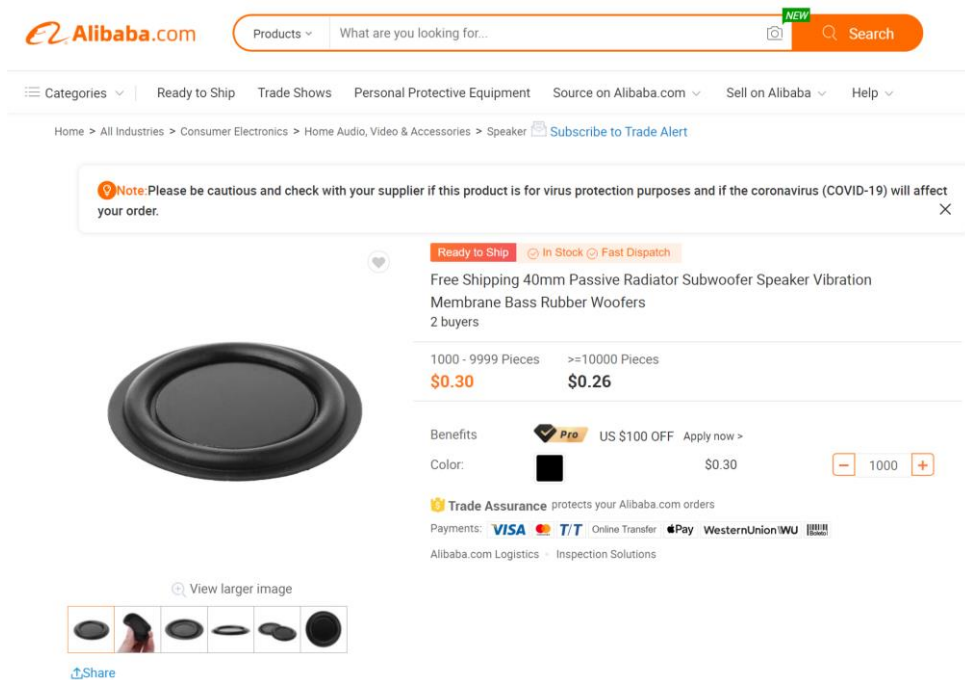 Alibaba.com
Products
What are you looking for...
NEW
Search
Categories
Ready to Ship
Trade Shows
Personal Protective Equipment
Source on Alibaba.com
Sell on Alibaba
Help
Home > All Industries > Consumer Electronics > Home Audio, Video & Accessories > Speaker Subscribe to Trade Alert
Note:Please be cautious and check with your supplier if this product is for virus protection purposes and if the coronavirus (COVID-19) will affect
your order.
Ready to Ship In Stock Fast Dispatch
Free Shipping 40mm Passive Radiator Subwoofer Speaker Vibration
Membrane Bass Rubber Woofers
2 buyers
1000 - 9999 Pieces >=10000 Pieces
$0.30 $0.26
Benefits Pro US $100 OFF Apply now >
Color: $0.30 - 1000 +
Trade Assurance protects your Alibaba.com orders
Payments: VISA T/T Online Transfer Pay WesternUnion WU Boleto
Alibaba.com Logistics · Inspection Solutions
View larger image
Share